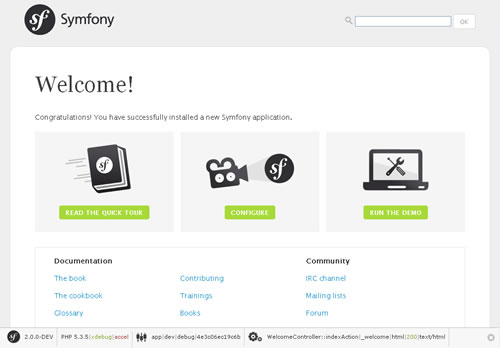 sf Symfony
OK
Welcome!
Congratulations! You have successfully installed a new Symfony application.
sf
sf
READ THE QUICK TOUR
CONFIGURE
RUN THE DEMO
Documentation
Community
The book
Contributing
IRC channel
The cookbook
Trainings
Mailing lists
Glossary
Books
Forum
sf 2.0.0-DEV PHP 5.3.5|xdebug|accel app|dev|debug|4e3c06ec19c6b WelcomeController::indexAction|_welcome|html|200|text/html